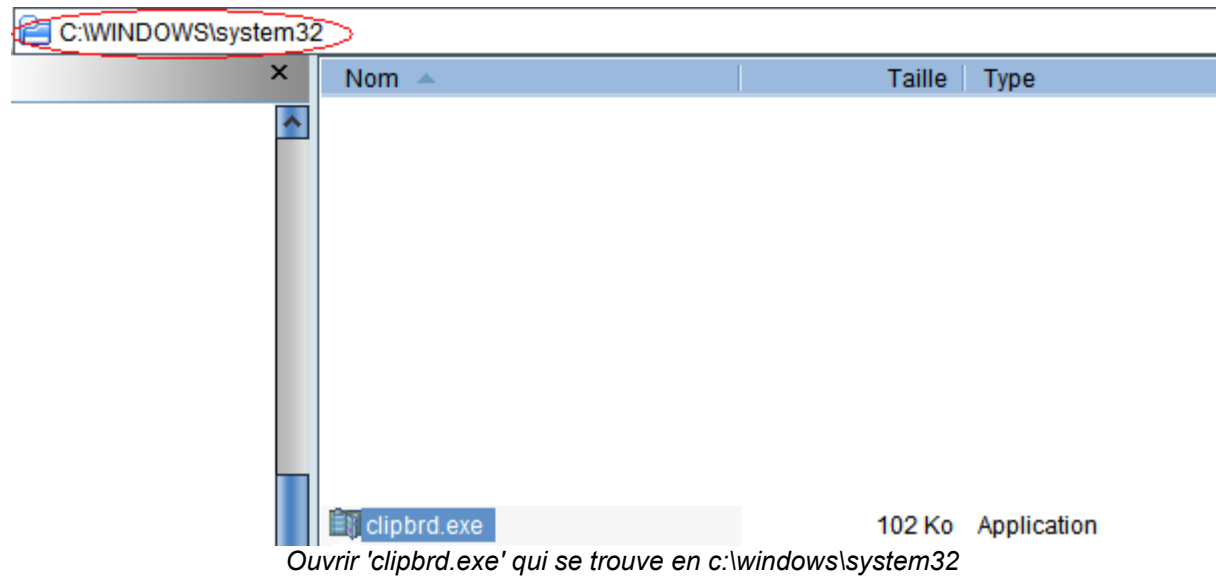 C:\WINDOWS\system32
Nom Taille Type
clipbrd.exe 102 Ko Application
Ouvrir 'clipbrd.exe' qui se trouve en c:\windows\system32